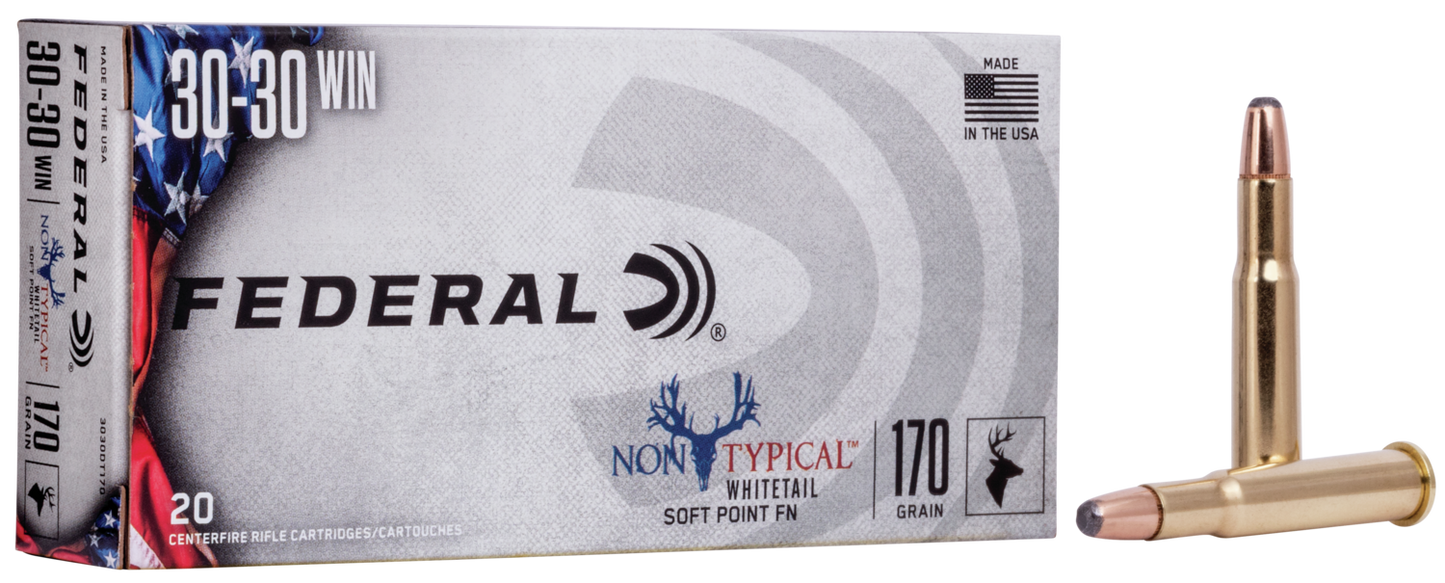 30-30 WIN
MADE
IN THE USA
FEDERAL®
NON TYPICAL™
WHITETAIL
SOFT POINT FN
170
GRAIN
20
CENTERFIRE RIFLE CARTRIDGES/CARTOUCHES
MADE IN THE USA
FEDERAL®
30-30 WIN
NON TYPICAL™
WHITETAIL
SOFT POINT FN
170
GRAIN
3030DT170